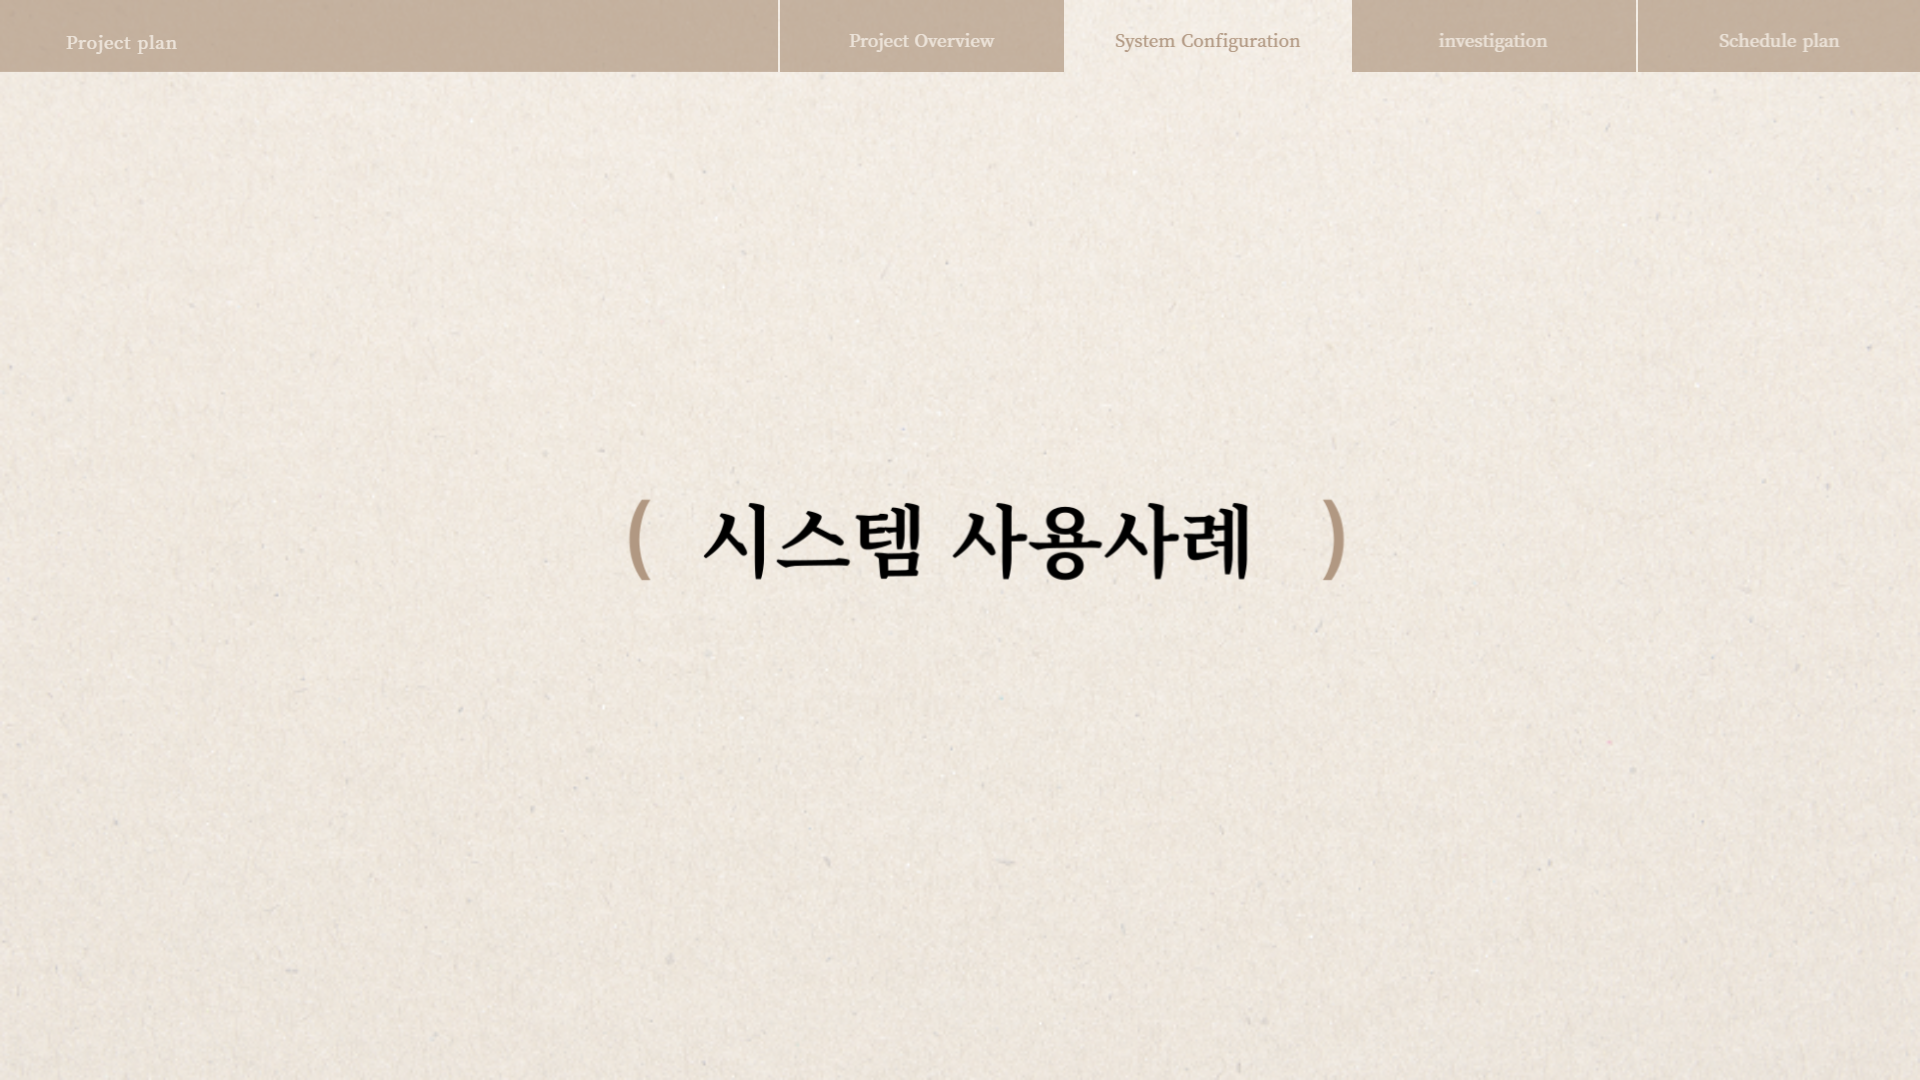 Project plan
Project Overview
System Configuration
investigation
Schedule plan
( 시스템 사용사례 )